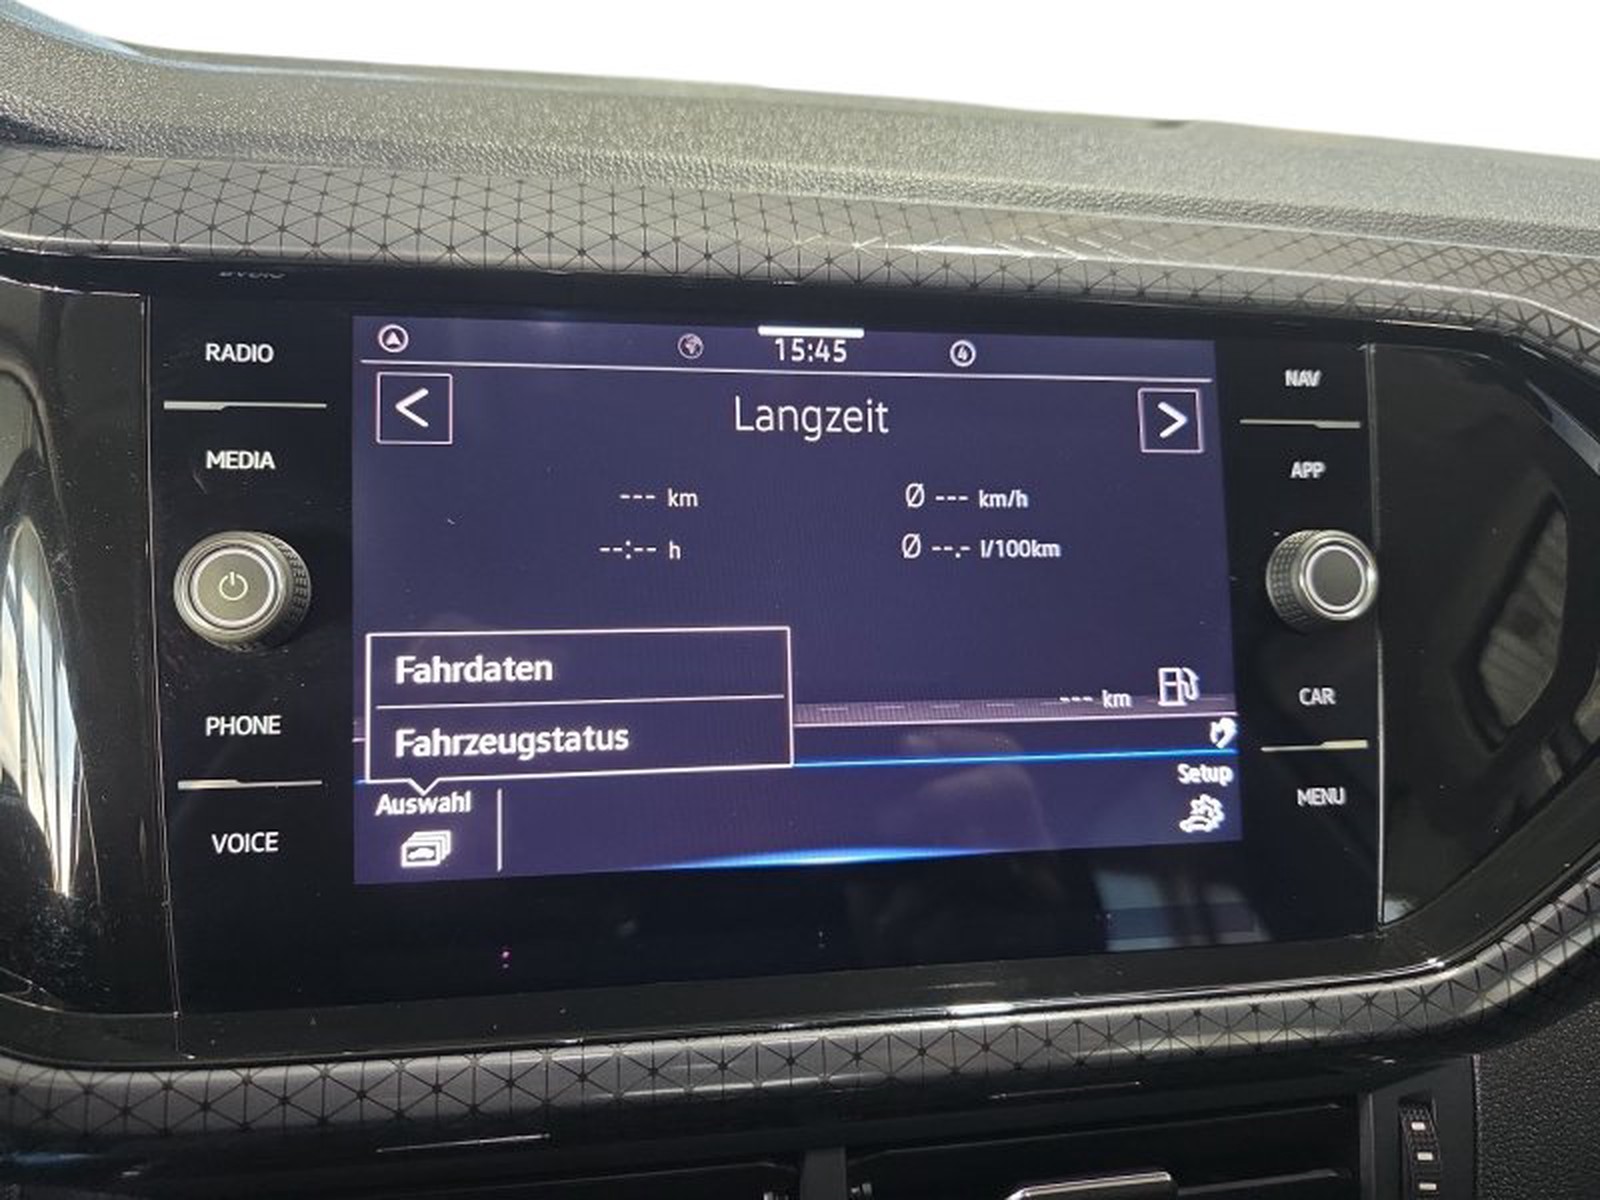 RADIO
MEDIA
PHONE
VOICE
15:45
4
Langzeit
--- km
Ø --- km/h
--:-- h
Ø --.- l/100km
Fahrdaten
Fahrzeugstatus
--- km
Setup
Auswahl
NAV
APP
CAR
MENU